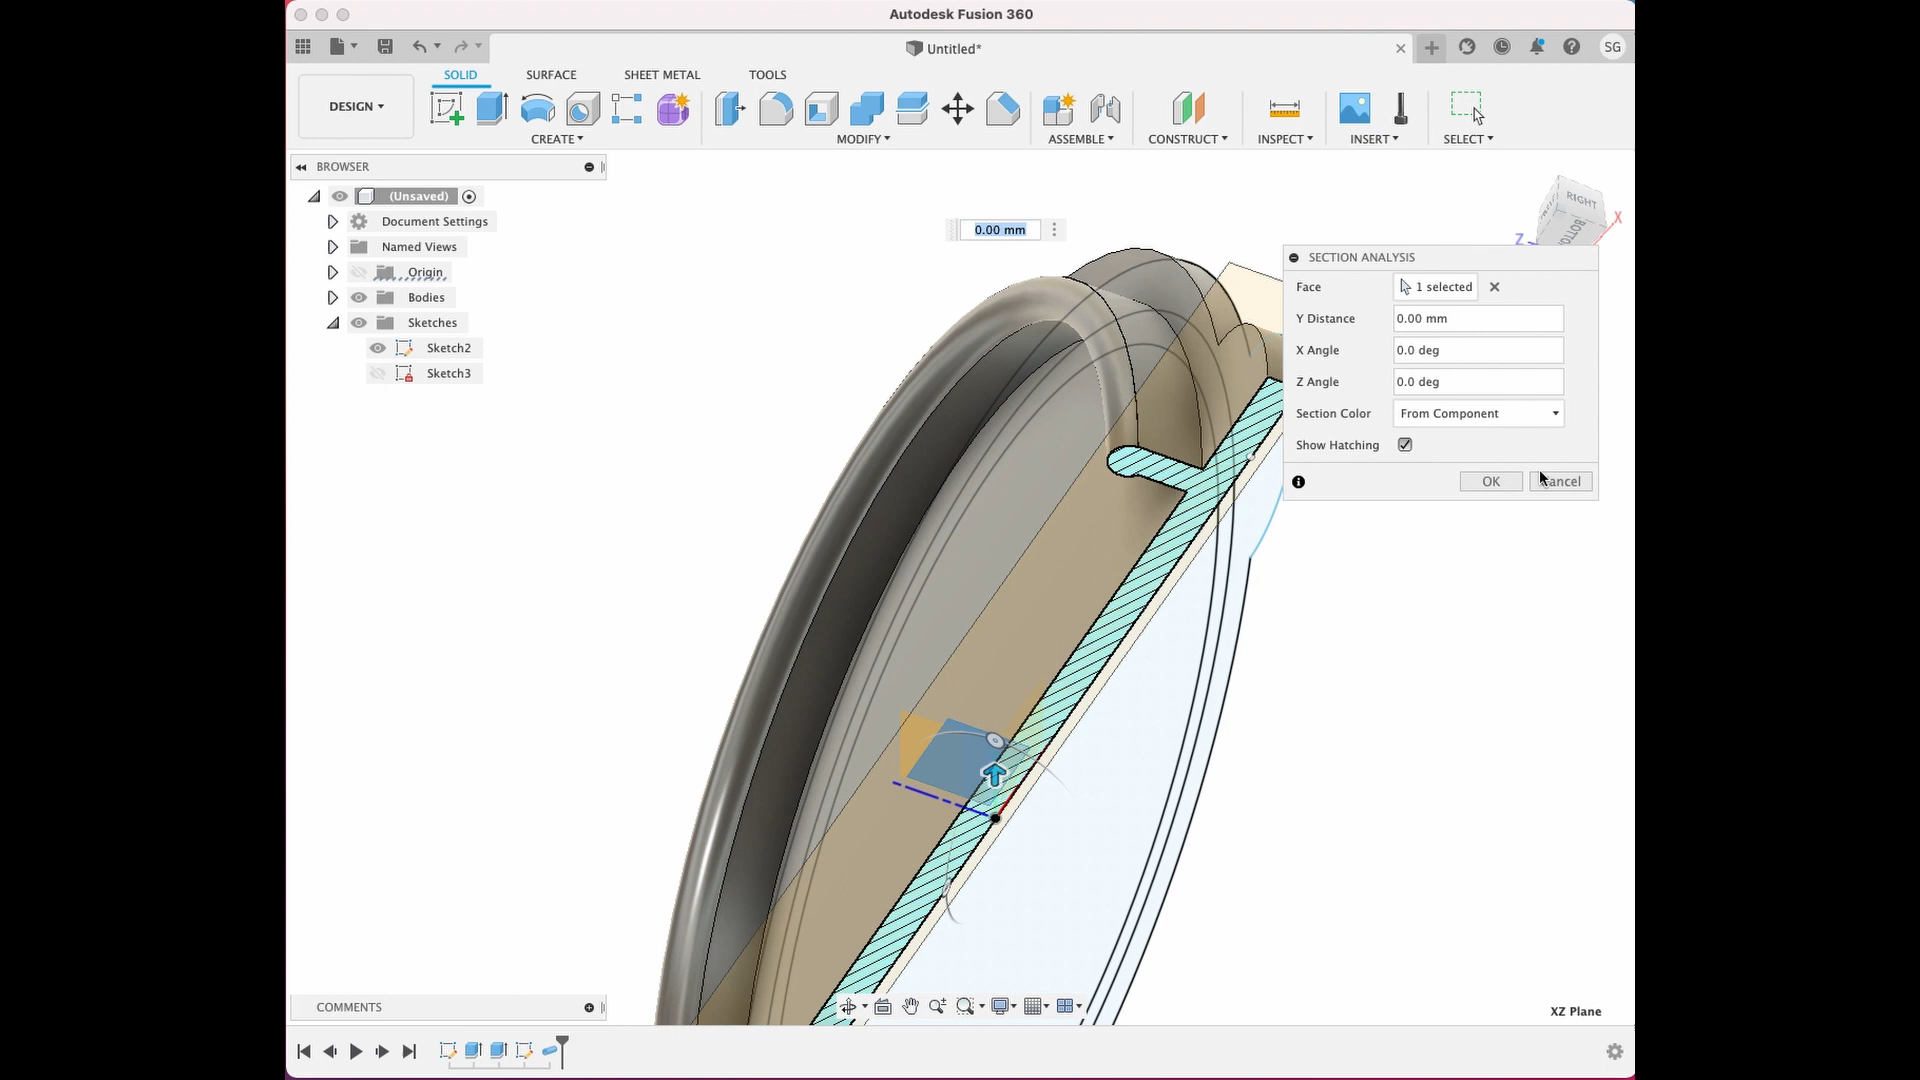 Autodesk Fusion 360
Untitled*
SG
SOLID
SURFACE
SHEET METAL
TOOLS
DESIGN
CREATE
MODIFY
ASSEMBLE
CONSTRUCT
INSPECT
INSERT
SELECT
BROWSER
(Unsaved)
Document Settings
Named Views
Origin
Bodies
Sketches
Sketch2
Sketch3
0.00 mm
RIGHT
BOTTO
X
Z
SECTION ANALYSIS
Face 1 selected
Y Distance 0.00 mm
X Angle 0.0 deg
Z Angle 0.0 deg
Section Color From Component
Show Hatching
OK ancel
COMMENTS
XZ Plane